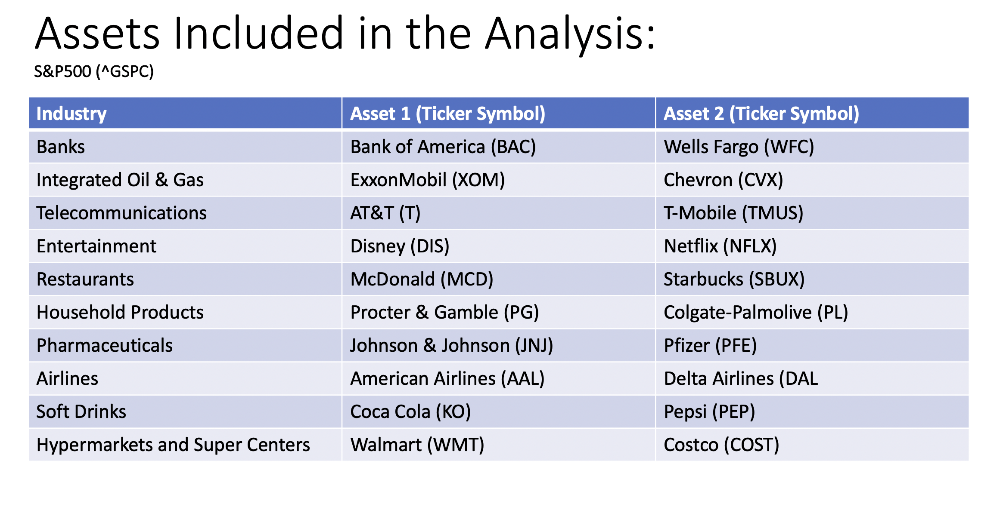 Assets Included in the Analysis:
S&P500 (^GSPC)
Industry Asset 1 (Ticker Symbol) Asset 2 (Ticker Symbol)
Banks Bank of America (BAC) Wells Fargo (WFC)
Integrated Oil & Gas ExxonMobil (XOM) Chevron (CVX)
Telecommunications AT&T (T) T-Mobile (TMUS)
Entertainment Disney (DIS) Netflix (NFLX)
Restaurants McDonald (MCD) Starbucks (SBUX)
Household Products Procter & Gamble (PG) Colgate-Palmolive (PL)
Pharmaceuticals Johnson & Johnson (JNJ) Pfizer (PFE)
Airlines American Airlines (AAL) Delta Airlines (DAL
Soft Drinks Coca Cola (KO) Pepsi (PEP)
Hypermarkets and Super Centers Walmart (WMT) Costco (COST)